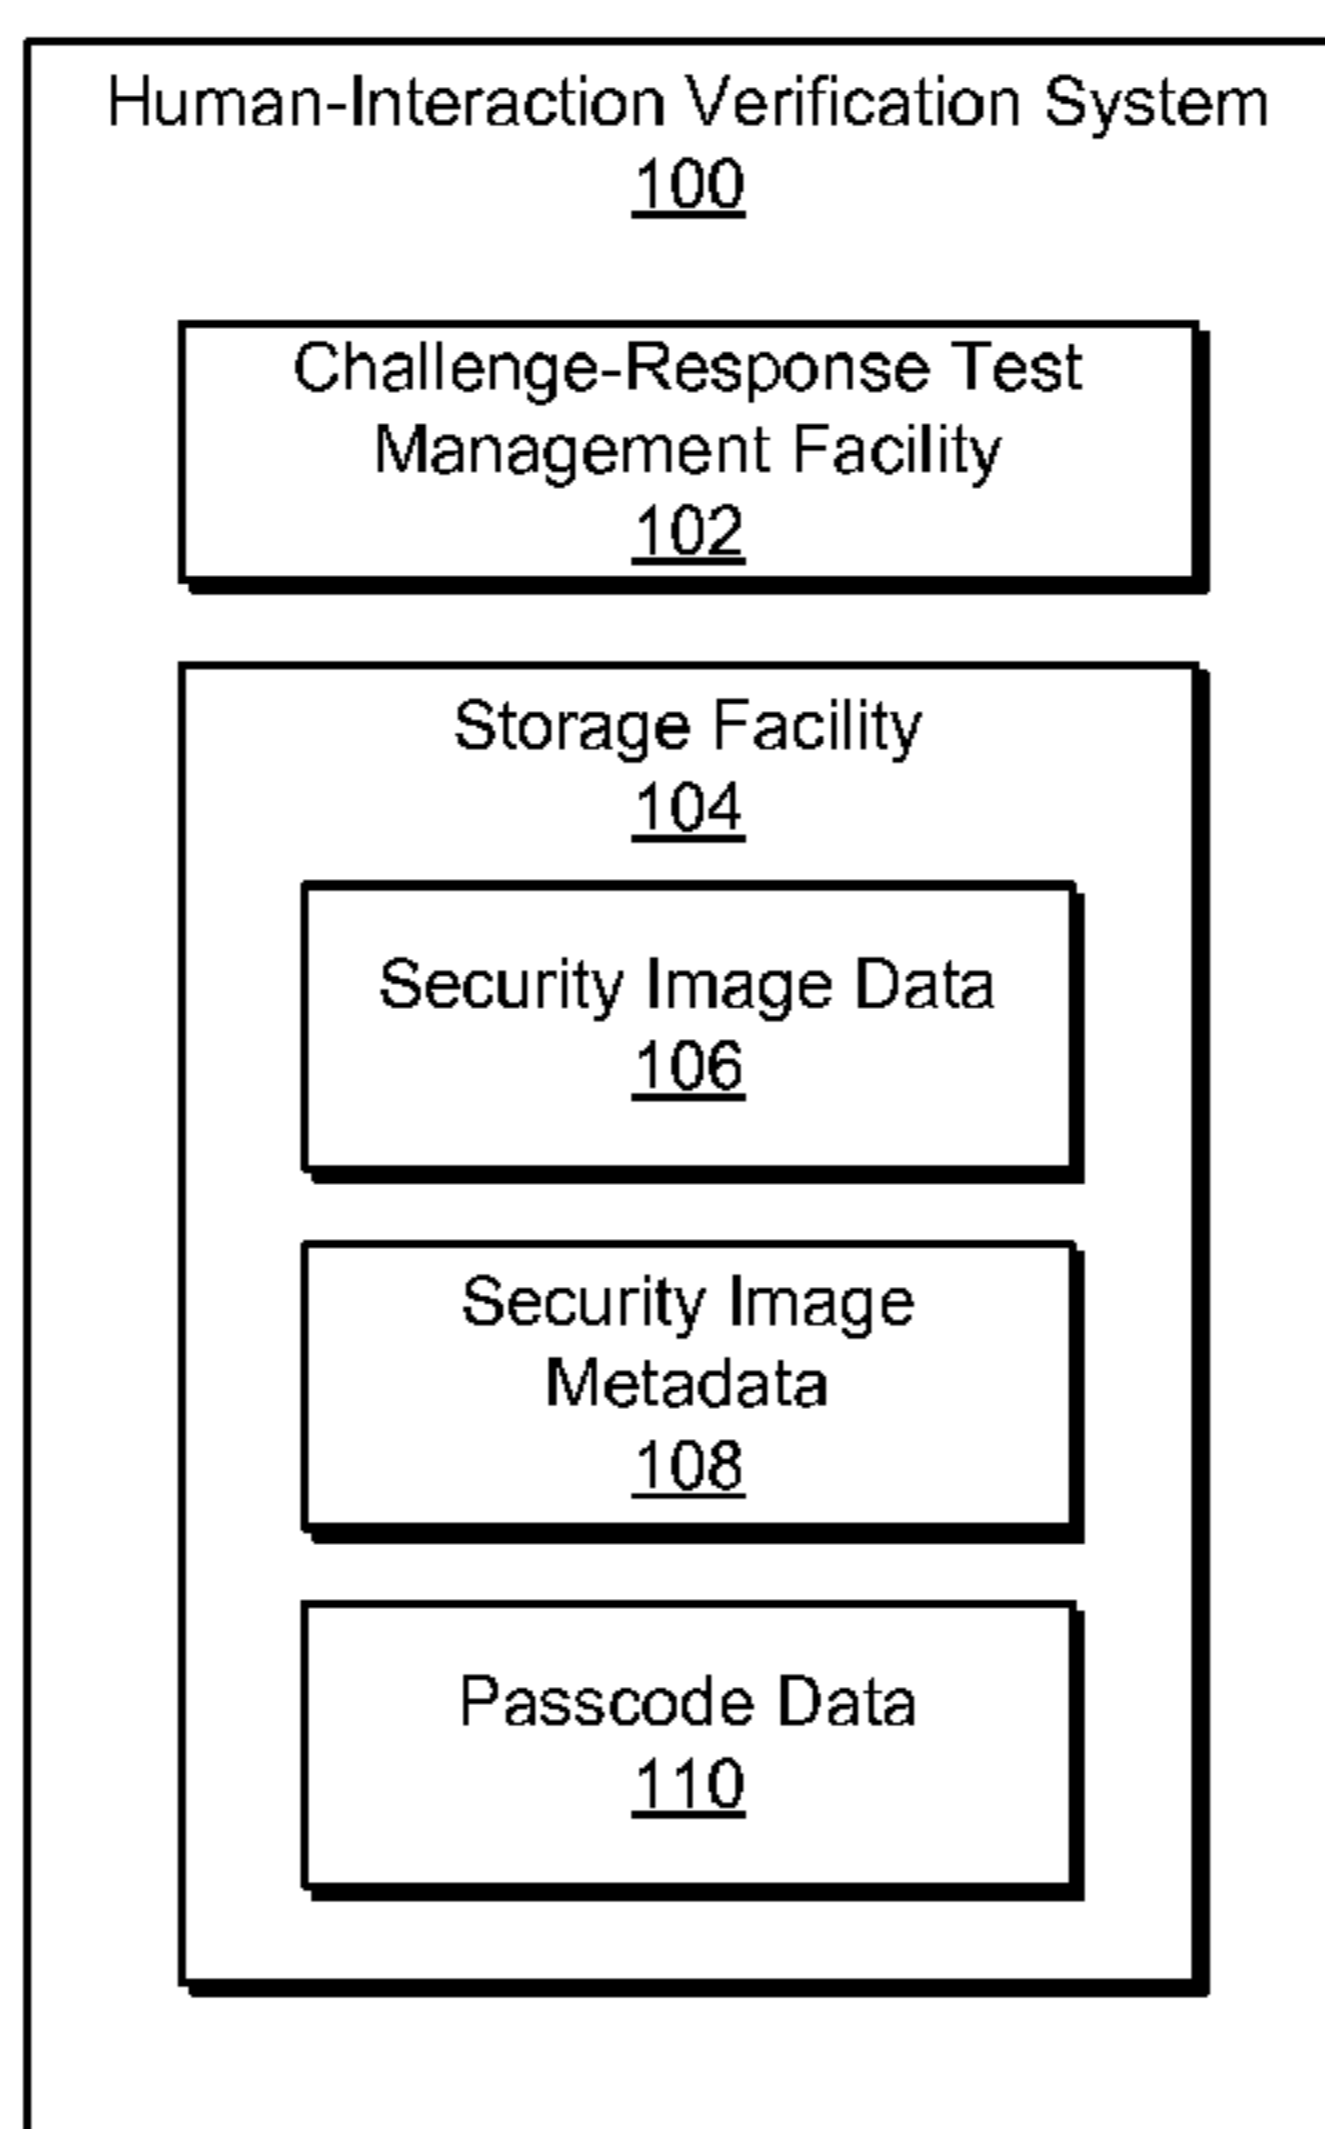 Human-Interaction Verification System
100
Challenge-Response Test
Management Facility
102
Storage Facility
104
Security Image Data
106
Security Image
Metadata
108
Passcode Data
110